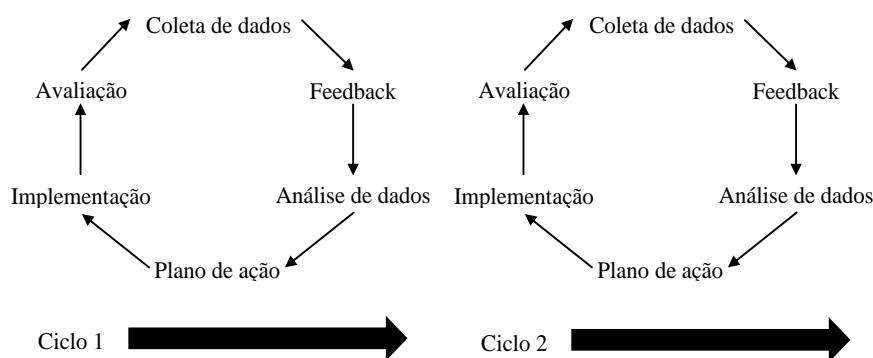 Coleta de dados
Avaliação
Feedback
Implementação
Análise de dados
Plano de ação
Ciclo 1
Coleta de dados
Avaliação
Feedback
Implementação
Análise de dados
Plano de ação
Ciclo 2